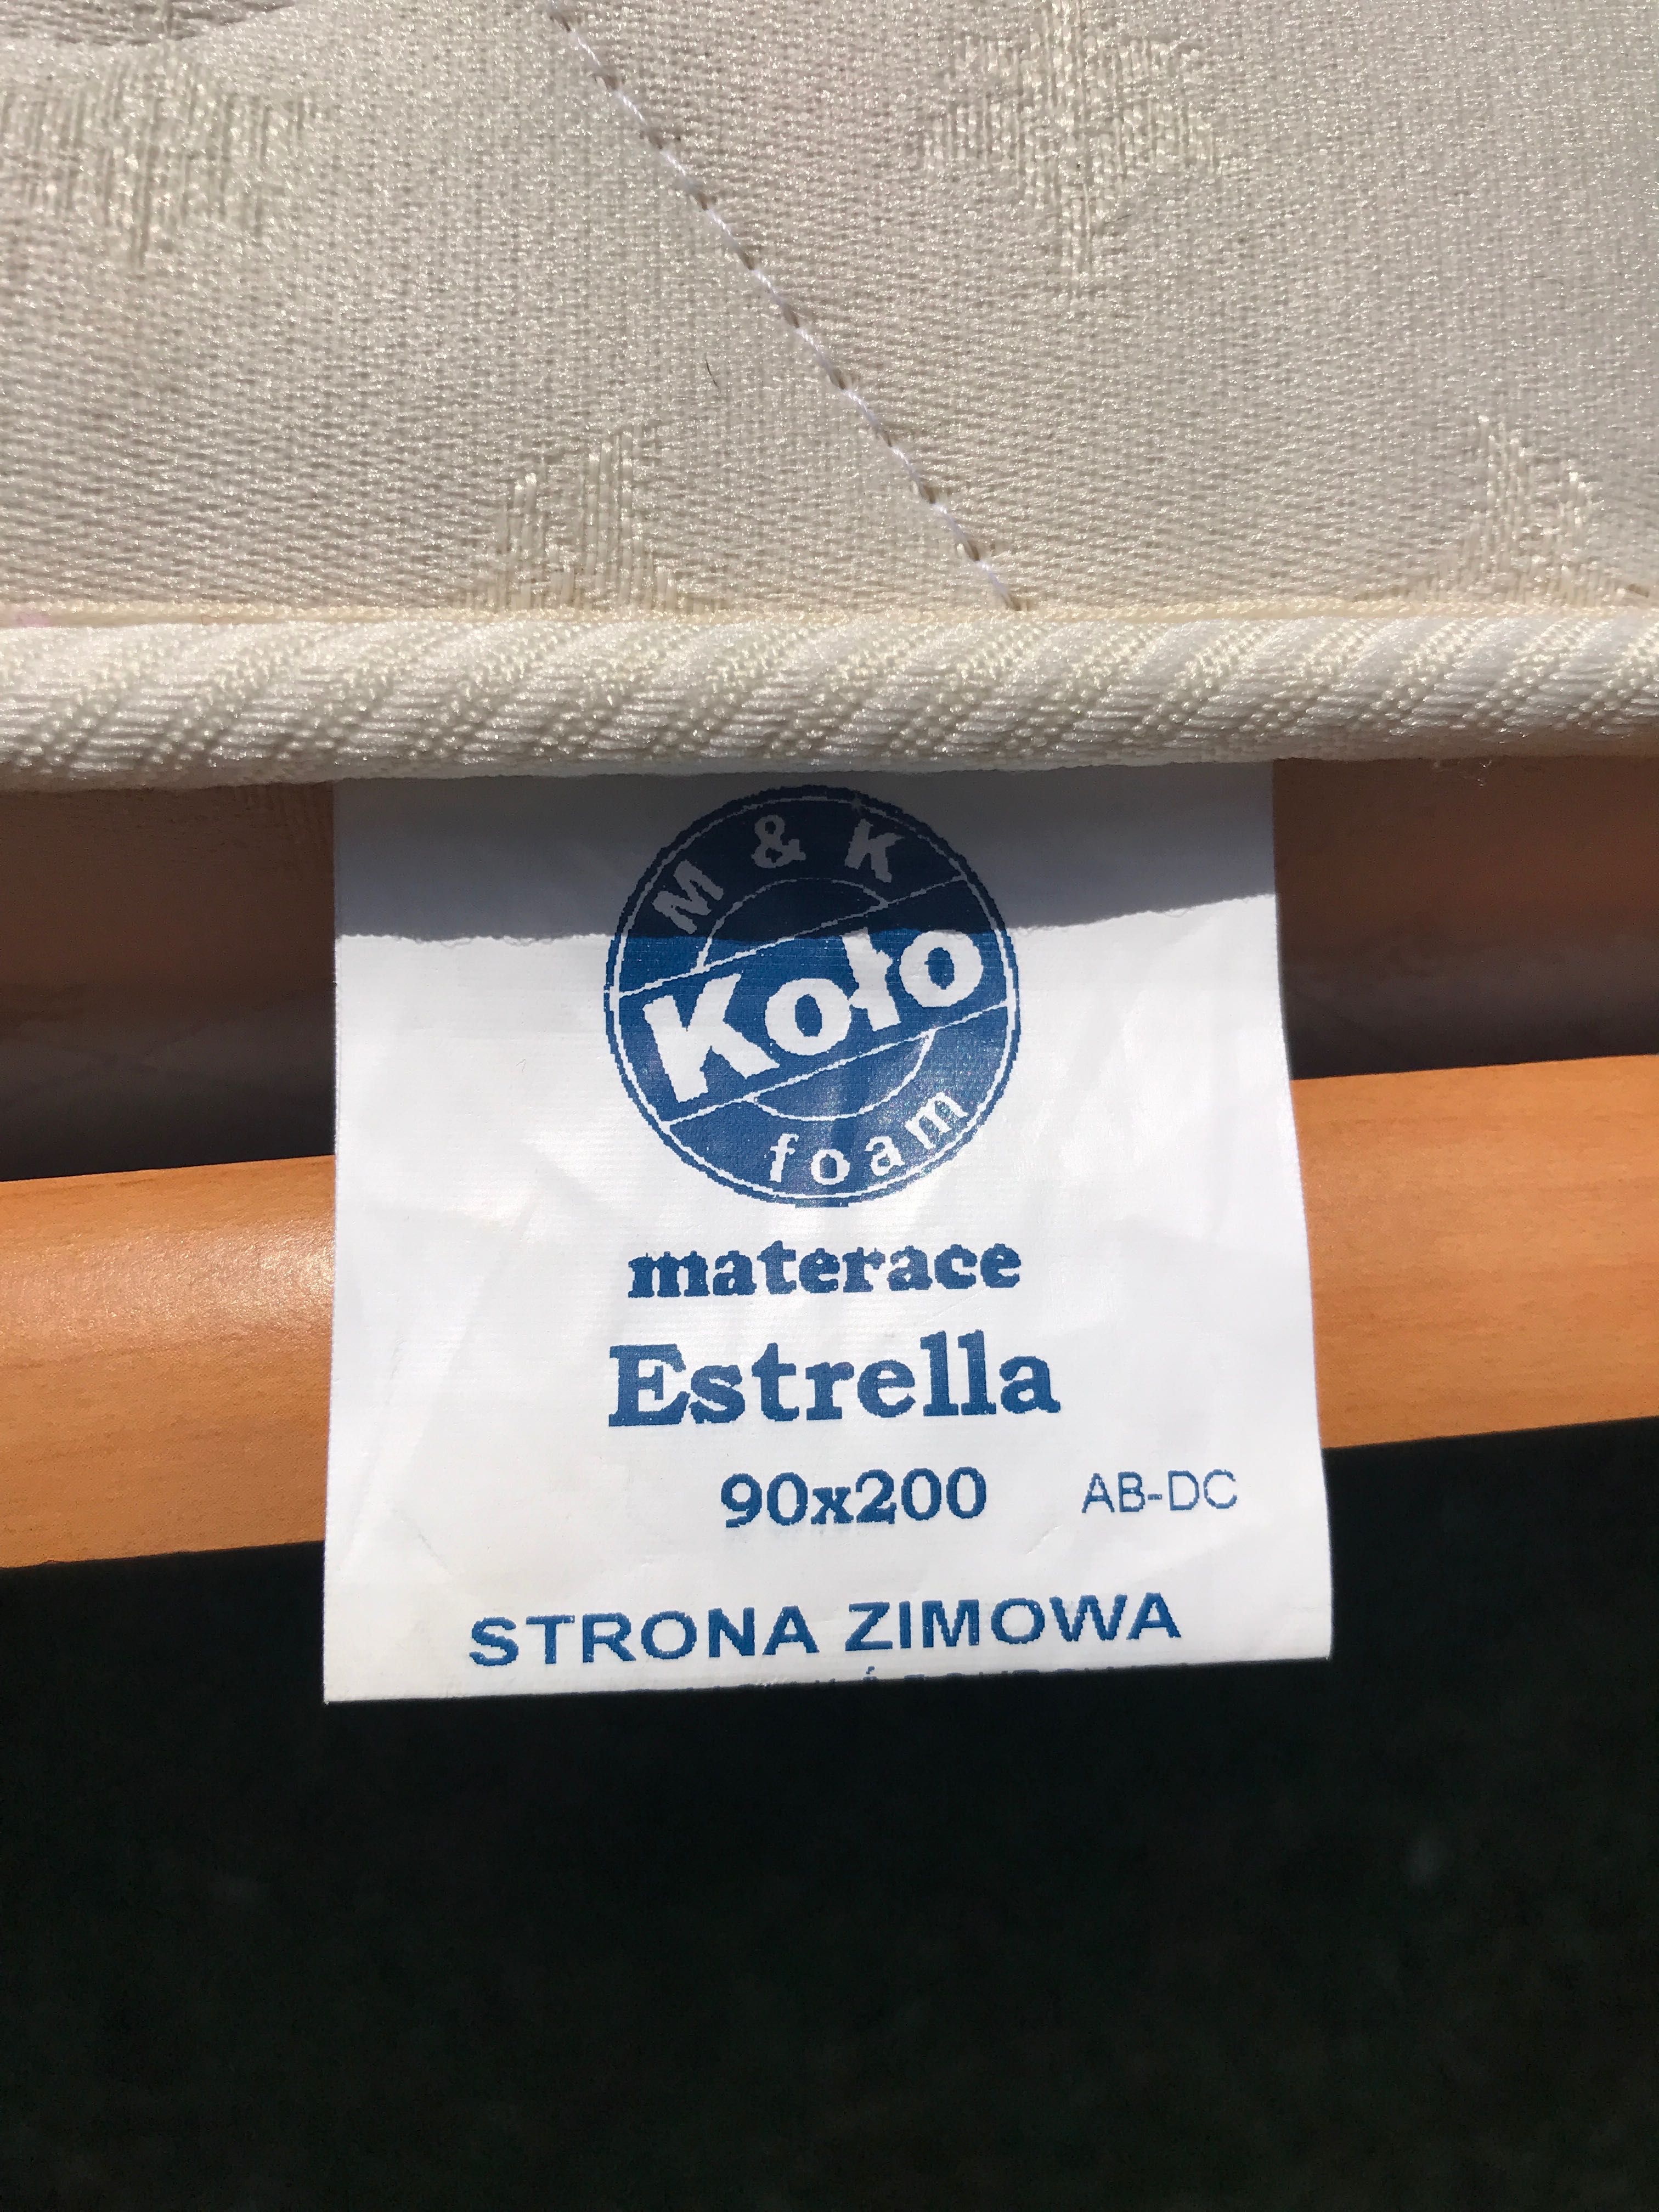 M & K
Koło
foam
materace
Estrella
90x200 AB-DC
STRONA ZIMOWA